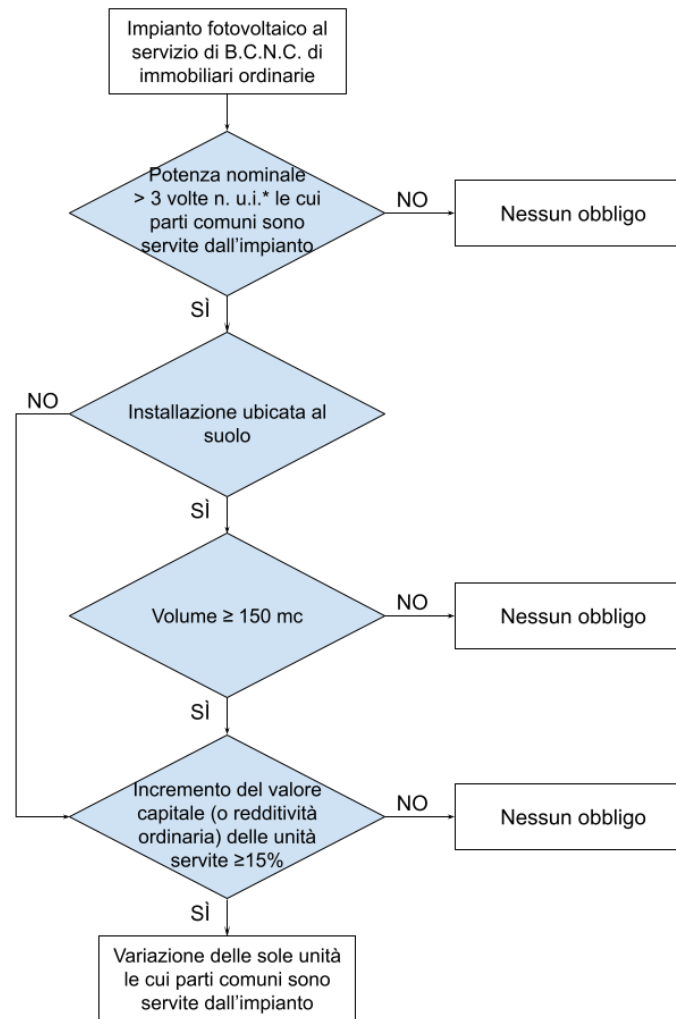 Impianto fotovoltaico al
servizio di B.C.N.C. di
immobiliari ordinarie
Potenza nominale
> 3 volte n. u.i.* le cui
parti comuni sono
servite dall'impianto
NO
Nessun obbligo
SÌ
NO
Installazione ubicata al
suolo
SÌ
Volume ≥ 150 mc
NO
Nessun obbligo
SÌ
Incremento del valore
capitale (o redditività
ordinaria) delle unità
servite ≥15%
NO
Nessun obbligo
SÌ
Variazione delle sole unità
le cui parti comuni sono
servite dall'impianto